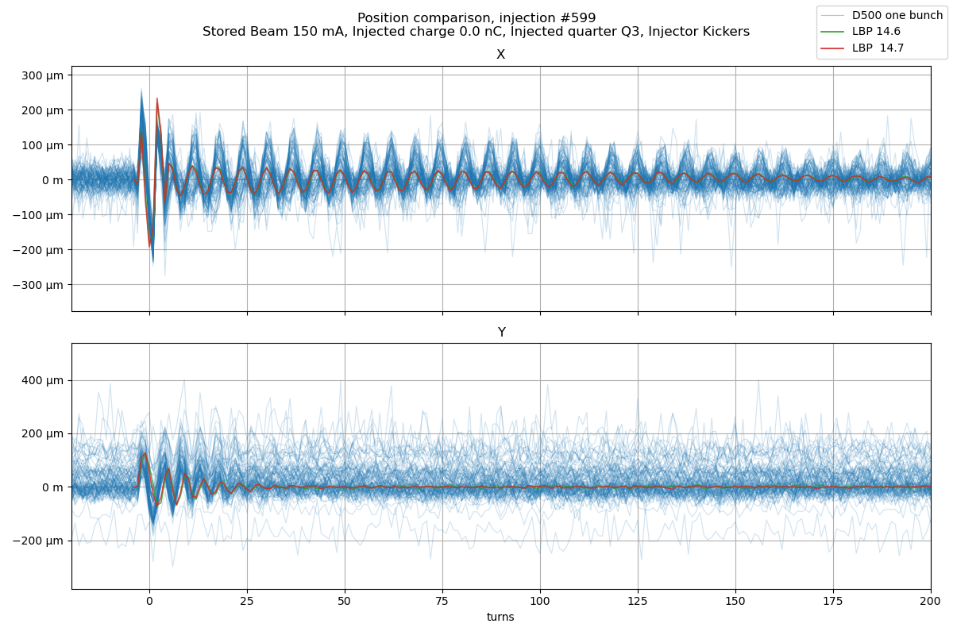 Position comparison, injection #599
Stored Beam 150 mA, Injected charge 0.0 nC, Injected quarter Q3, Injector Kickers
D500 one bunch
LBP 14.6
LBP  14.7
X
300 µm
200 µm
100 µm
0 m
−100 µm
−200 µm
−300 µm
Y
400 µm
200 µm
0 m
−200 µm
0 25 50 75 100 125 150 175 200
turns